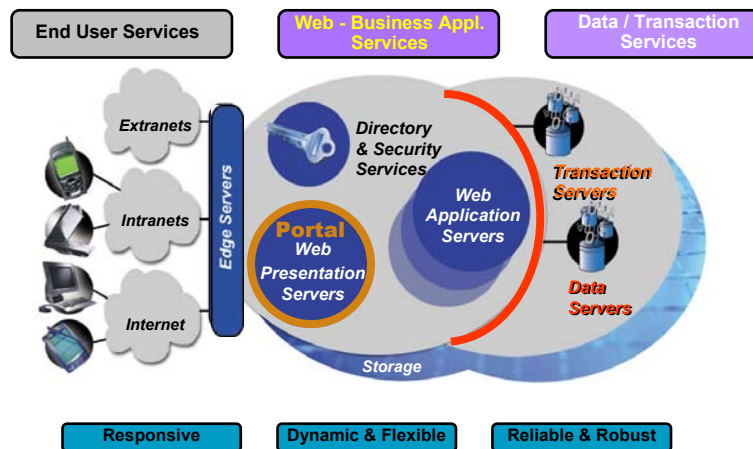 End User Services
Web - Business Appl.
Services
Data / Transaction
Services
Extranets
Intranets
Internet
Edge Servers
Directory
& Security
Services
Portal
Web
Presentation
Servers
Web
Application
Servers
Transaction
Servers
Data
Servers
Storage
Responsive
Dynamic & Flexible
Reliable & Robust